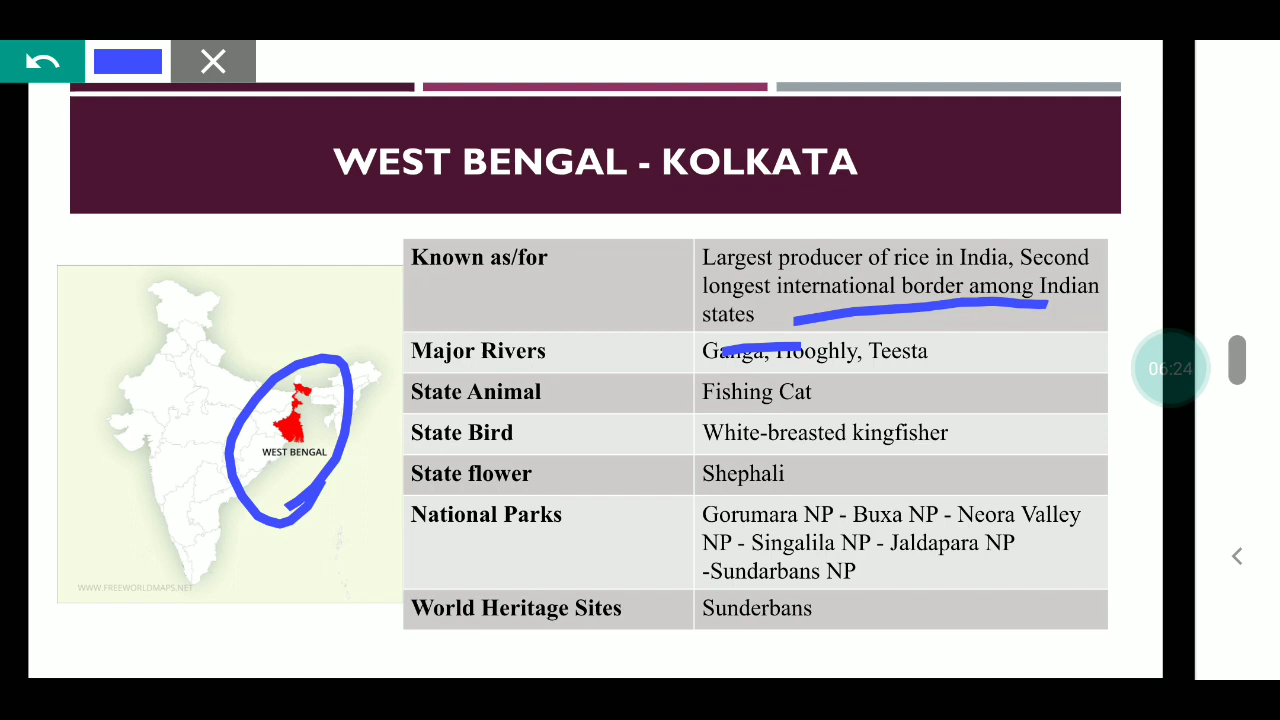 WEST BENGAL - KOLKATA
Known as/for
Largest producer of rice in India, Second
longest international border among Indian
states
Major Rivers
Ganga, Hooghly, Teesta
State Animal
Fishing Cat
State Bird
White-breasted kingfisher
State flower
Shephali
National Parks
Gorumara NP - Buxa NP - Neora Valley
NP - Singalila NP - Jaldapara NP
-Sundarbans NP
World Heritage Sites
Sunderbans
WEST BENGAL
WWW.FREEWORLDMAPS.NET
06:24